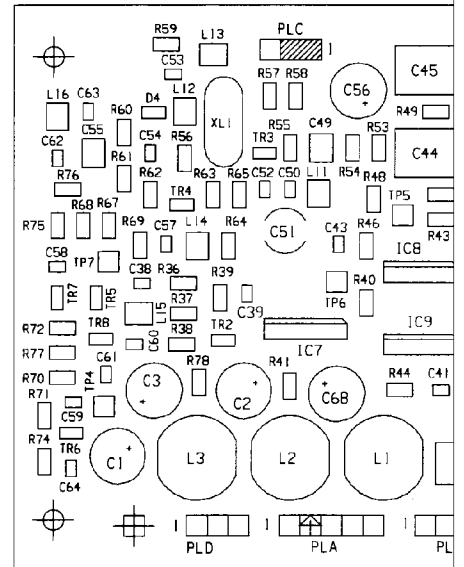 R59 L13 PLC
C53 I
R57 R58 C56 + C45
L16 C63 D4 L12 XL1 R49
R60 C49
C55 C54 R56 TR3 R55 R53
C62 R61 C44
R76 R62 TR4 R63 R65 C52 C50 L11 R54 R48 TP5
R75 R68 R67 R69 C57 L14 R64 C51 C43 R46 R43
C58 TP7 C38 R36 R39 R40 IC8
TR7 TR5 L15 R37 C39 TP6
R72 TR8 R38 TR2 IC7 IC9
R77 C61 C60 R78 R41
R70 TP4 C3 + C2 + C68 + R44 C41
R71 C59
R74 TR6 C1 + L3 L2 L1
C64
I I I
PLD PLA PL